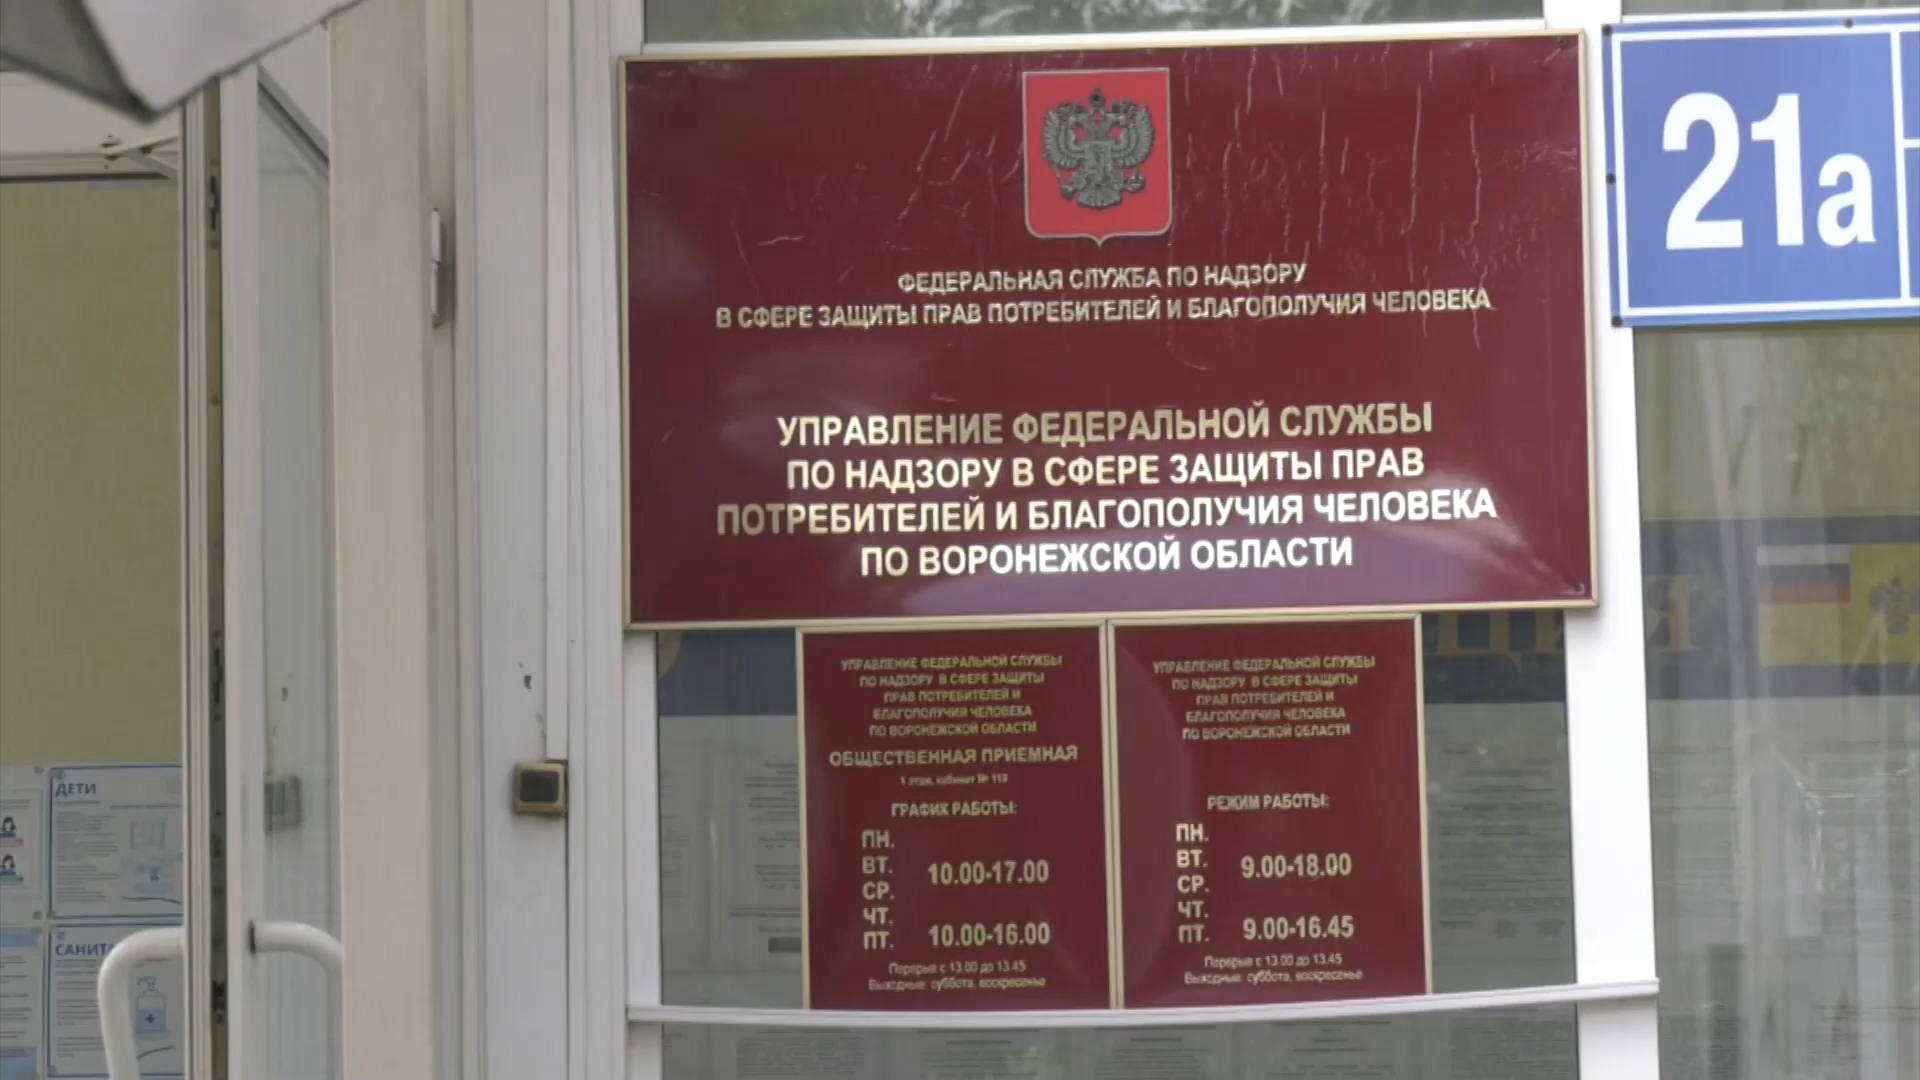 ФЕДЕРАЛЬНАЯ СЛУЖБА ПО НАДЗОРУ
В СФЕРЕ ЗАЩИТЫ ПРАВ ПОТРЕБИТЕЛЕЙ И БЛАГОПОЛУЧИЯ ЧЕЛОВЕКА
УПРАВЛЕНИЕ ФЕДЕРАЛЬНОЙ СЛУЖБЫ
ПО НАДЗОРУ В СФЕРЕ ЗАЩИТЫ ПРАВ
ПОТРЕБИТЕЛЕЙ И БЛАГОПОЛУЧИЯ ЧЕЛОВЕКА
ПО ВОРОНЕЖСКОЙ ОБЛАСТИ
21а
УПРАВЛЕНИЕ ФЕДЕРАЛЬНОЙ СЛУЖБЫ
ПО НАДЗОРУ В СФЕРЕ ЗАЩИТЫ
ПРАВ ПОТРЕБИТЕЛЕЙ И
БЛАГОПОЛУЧИЯ ЧЕЛОВЕКА
ПО ВОРОНЕЖСКОЙ ОБЛАСТИ
ОБЩЕСТВЕННАЯ ПРИЕМНАЯ
1 этаж, кабинет №
ГРАФИК РАБОТЫ:
ПН.
ВТ.
СР. 10.00-17.00
ЧТ.
ПТ. 10.00-16.00
Перерыв с 13.00 до 13.45
Выходные: суббота, воскресенье
УПРАВЛЕНИЕ ФЕДЕРАЛЬНОЙ СЛУЖБЫ
ПО НАДЗОРУ В СФЕРЕ ЗАЩИТЫ
ПРАВ ПОТРЕБИТЕЛЕЙ И
БЛАГОПОЛУЧИЯ ЧЕЛОВЕКА
ПО ВОРОНЕЖСКОЙ ОБЛАСТИ
РЕЖИМ РАБОТЫ:
ПН.
ВТ.
СР. 9.00-18.00
ЧТ.
ПТ. 9.00-16.45
Перерыв с 13.00 до 13.45
Выходные: суббота, воскресенье
ДЕТИ